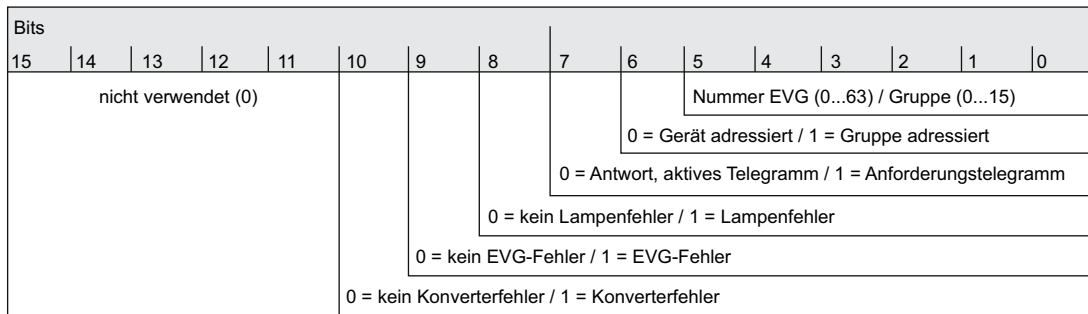 Bits
15 14 13 12 11 10 9 8 7 6 5 4 3 2 1 0
nicht verwendet (0)
Nummer EVG (0...63) / Gruppe (0...15)
0 = Gerät adressiert / 1 = Gruppe adressiert
0 = Antwort, aktives Telegramm / 1 = Anforderungstelegramm
0 = kein Lampenfehler / 1 = Lampenfehler
0 = kein EVG-Fehler / 1 = EVG-Fehler
0 = kein Konverterfehler / 1 = Konverterfehler